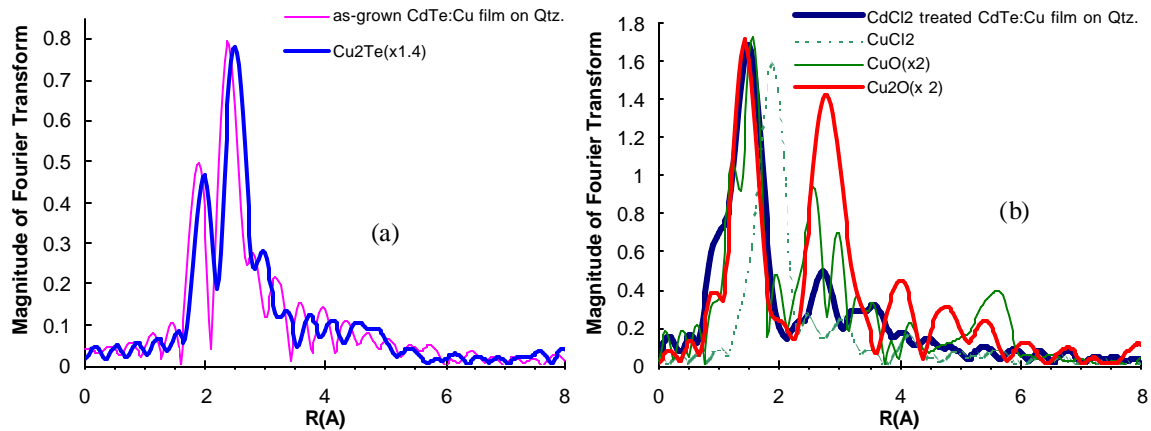 as-grown CdTe:Cu film on Qtz.
Cu2Te(x1.4)
Magnitude of Fourier Transform
0.8
0.7
0.6
0.5
0.4
0.3
0.2
0.1
0
(a)
0 2 4 6 8
R(A)
CdCl2 treated CdTe:Cu film on Qtz.
CuCl2
CuO(x2)
Cu2O(x 2)
Magnitude of Fourier Transform
1.8
1.6
1.4
1.2
1
0.8
0.6
0.4
0.2
0
(b)
0 2 4 6 8
R(A)